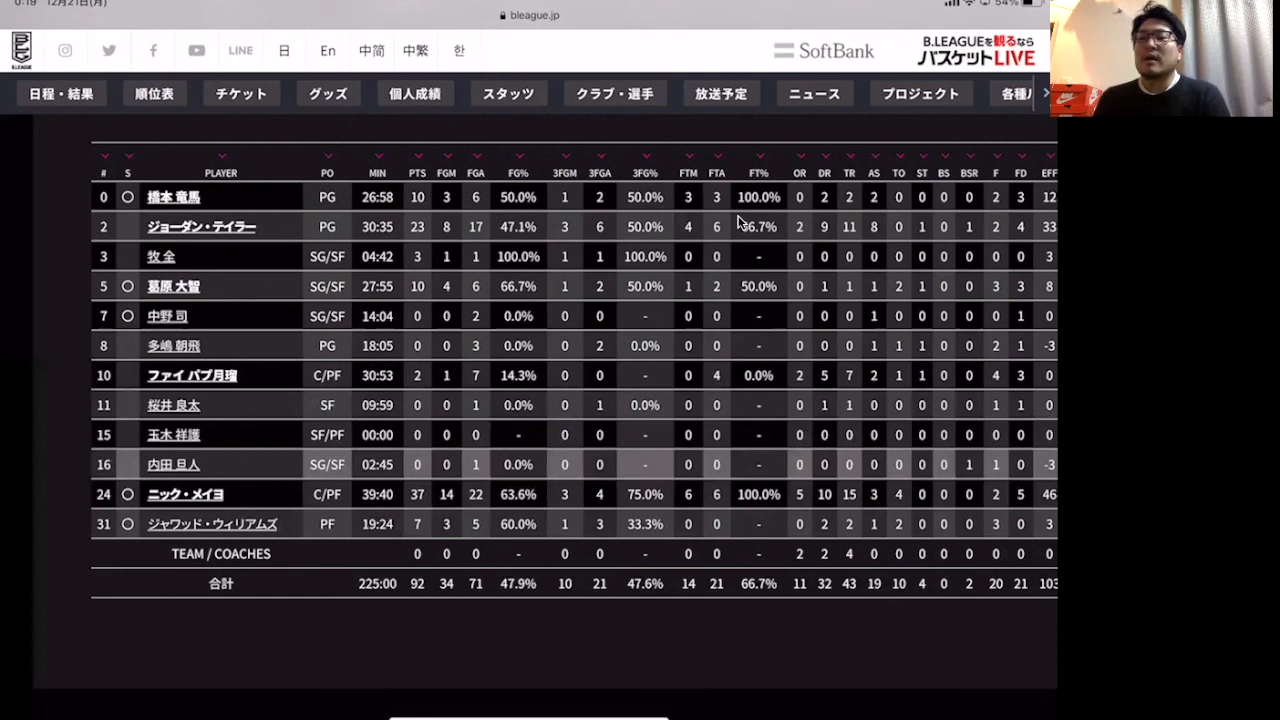 0:19 12月21日(月) 54%
bleague.jp
B.LEAGUE LINE 日 En 中简 中繁 한 SoftBank B.LEAGUEを観るなら
バスケットLIVE
日程・結果 順位表 チケット グッズ 個人成績 スタッツ クラブ・選手 放送予定 ニュース プロジェクト
# S PLAYER PO MIN PTS FGM FGA FG% 3FGM 3FGA 3FG% FTM FTA FT% OR DR TR AS TO ST BS BSR F FD EFF
0 橋本 竜馬 PG 26:58 10 3 6 50.0% 1 2 50.0% 3 3 100.0% 0 2 2 2 0 0 0 0 2 3 12
2 ジョーダン・テイラー PG 30:35 23 8 17 47.1% 3 6 50.0% 4 6 66.7% 2 9 11 8 0 1 0 1 2 4 33
3 牧 全 SG/SF 04:42 3 1 1 100.0% 1 1 100.0% 0 0 - 0 0 0 0 0 0 0 0 0 0 3
5 葛原 大智 SG/SF 27:55 10 4 6 66.7% 1 2 50.0% 1 2 50.0% 0 1 1 1 2 1 0 0 3 3 8
7 中野 司 SG/SF 14:04 0 0 2 0.0% 0 0 - 0 0 - 0 0 0 1 0 0 0 0 0 1 0
8 多嶋 朝飛 PG 18:05 0 0 3 0.0% 0 2 0.0% 0 0 - 0 0 0 1 1 1 0 0 2 1 -3
10 ファイ パプ月瑠 C/PF 30:53 2 1 7 14.3% 0 0 - 0 4 0.0% 2 5 7 2 1 1 0 0 4 3 0
11 桜井 良太 SF 09:59 0 0 1 0.0% 0 1 0.0% 0 0 - 0 1 1 0 0 0 0 0 1 1 0
15 玉木 祥護 SF/PF 00:00 0 0 0 - 0 0 - 0 0 - 0 0 0 0 0 0 0 0 0 0 0
16 内田 旦人 SG/SF 02:45 0 0 1 0.0% 0 0 - 0 0 - 0 0 0 0 0 0 0 1 1 0 -3
24 ニック・メイヨ C/PF 39:40 37 14 22 63.6% 3 4 75.0% 6 6 100.0% 5 10 15 3 4 0 0 0 2 5 46
31 ジャワッド・ウィリアムズ PF 19:24 7 3 5 60.0% 1 3 33.3% 0 0 - 0 2 2 1 2 0 0 0 3 0 3
TEAM / COACHES 0 0 0 - 0 0 - 0 0 - 2 2 4 0 0 0 0 0 0 0 0
合計 225:00 92 34 71 47.9% 10 21 47.6% 14 21 66.7% 11 32 43 19 10 4 0 2 20 21 103